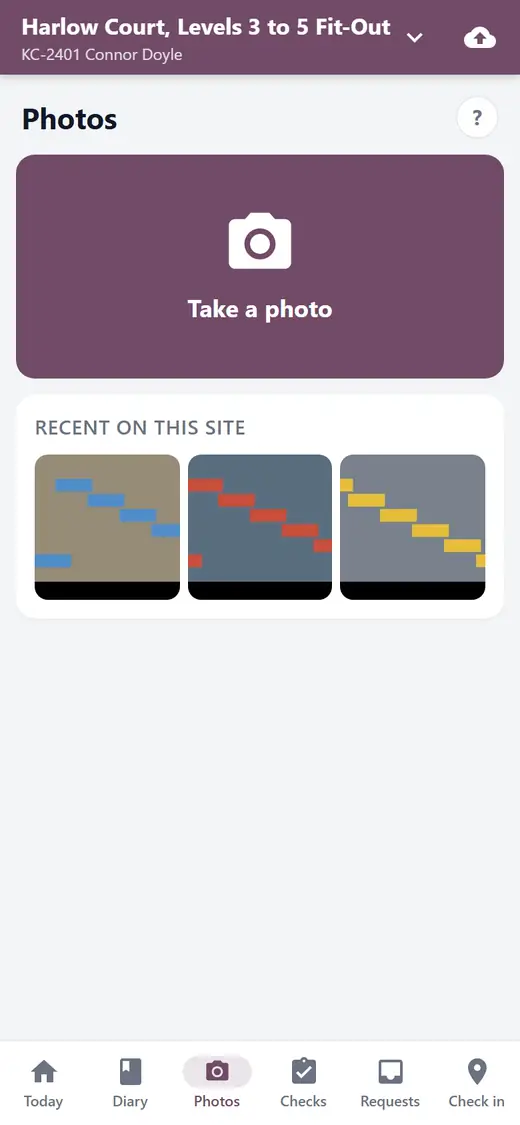 Harlow Court, Levels 3 to 5 Fit-Out
KC-2401 Connor Doyle
Photos
?
Take a photo
RECENT ON THIS SITE
Today
Diary
Photos
Checks
Requests
Check in